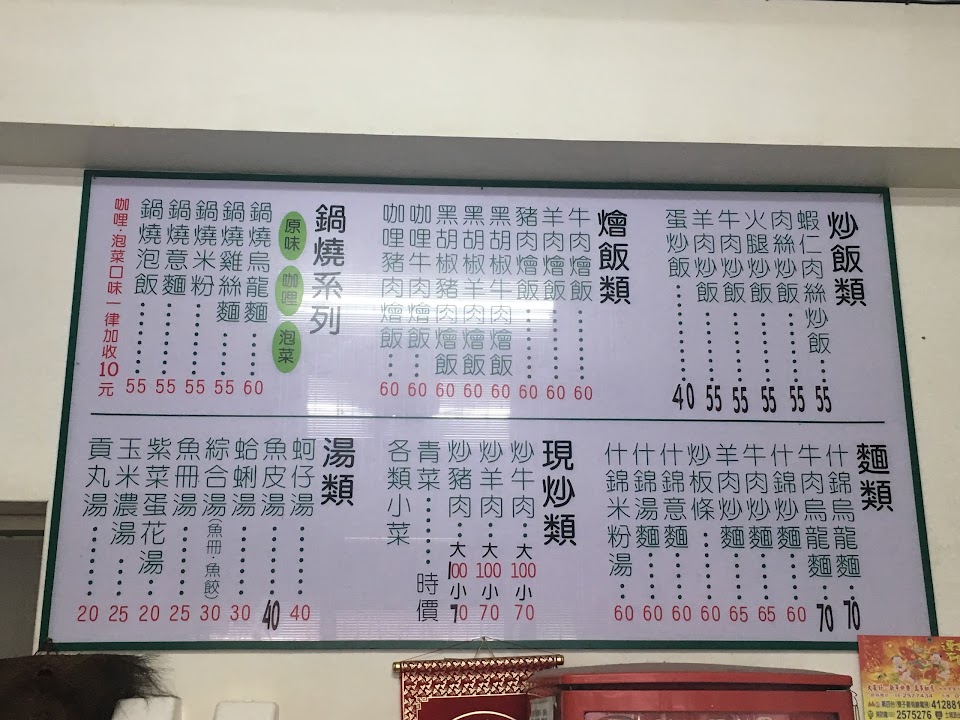 炒飯類
蝦仁肉絲炒飯 55
肉絲炒飯 55
火腿炒飯 55
牛肉炒飯 55
羊肉炒飯 55
蛋炒飯 40
燴飯類
牛肉燴飯 60
羊肉燴飯 60
豬肉燴飯 60
黑胡椒牛肉燴飯 60
黑胡椒羊肉燴飯 60
黑胡椒豬肉燴飯 60
咖哩牛肉燴飯 60
咖哩豬肉燴飯 60
鍋燒系列
原味 咖哩 泡菜
鍋燒烏龍麵 60
鍋燒雞絲麵 55
鍋燒米粉 55
鍋燒意麵 55
鍋燒泡飯 55
咖哩·泡菜口味一律加收10元
麵類
什錦烏龍麵 70
牛肉烏龍麵 70
什錦炒麵 60
牛肉炒麵 65
羊肉炒麵 65
炒板條 60
什錦意麵 60
什錦湯麵 60
什錦米粉湯 60
現炒類
炒牛肉 大100小70
炒羊肉 大100小70
炒豬肉 大100小70
青菜 時價
各類小菜
湯類
蚵仔湯 40
魚皮湯 40
蛤蜊湯 30
綜合湯(魚冊·魚餃) 30
魚冊湯 25
紫菜蛋花湯 20
玉米濃湯 25
貢丸湯 20
412881
2575276